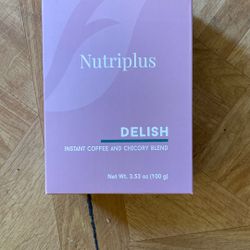 Nutriplus
DELISH
INSTANT COFFEE AND CHICORY BLEND
Net Wt. 3.53 oz (100 g)